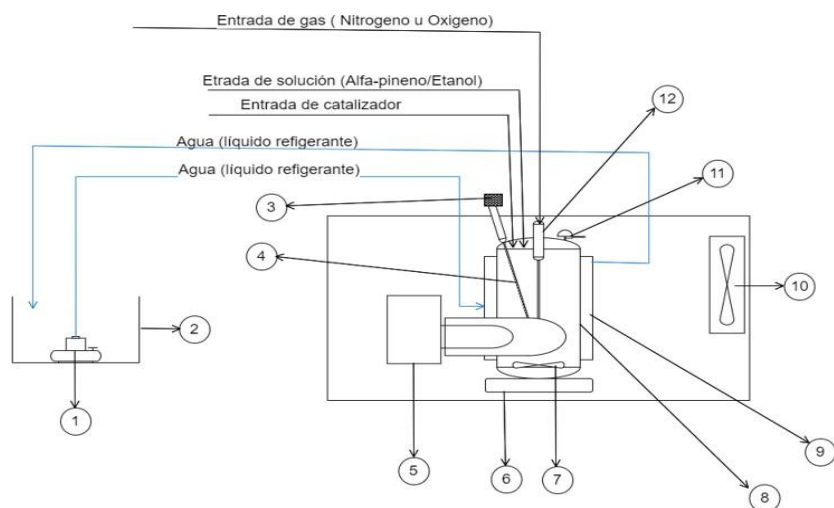 Entrada de gas ( Nitrogeno u Oxigeno)
Etrada de solución (Alfa-pineno/Etanol)
Entrada de catalizador
Agua (líquido refigerante)
Agua (líquido refigerante)
12
11
3
4
10
2
1
5
6
7
9
8